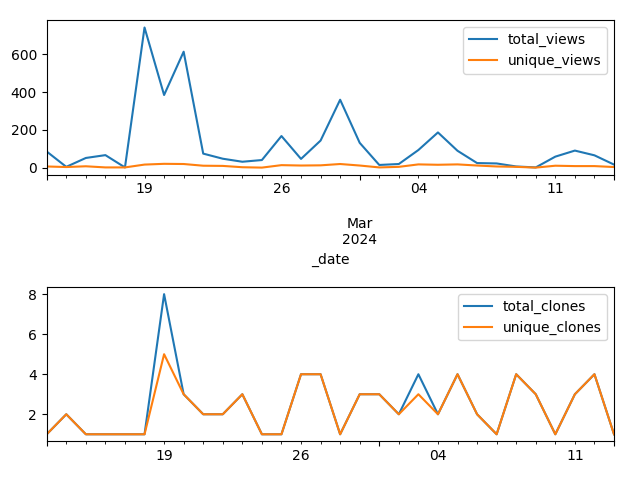 total_views
unique_views
600
400
200
0
19
26
04
11
Mar
2024
_date
total_clones
unique_clones
8
6
4
2
19
26
04
11